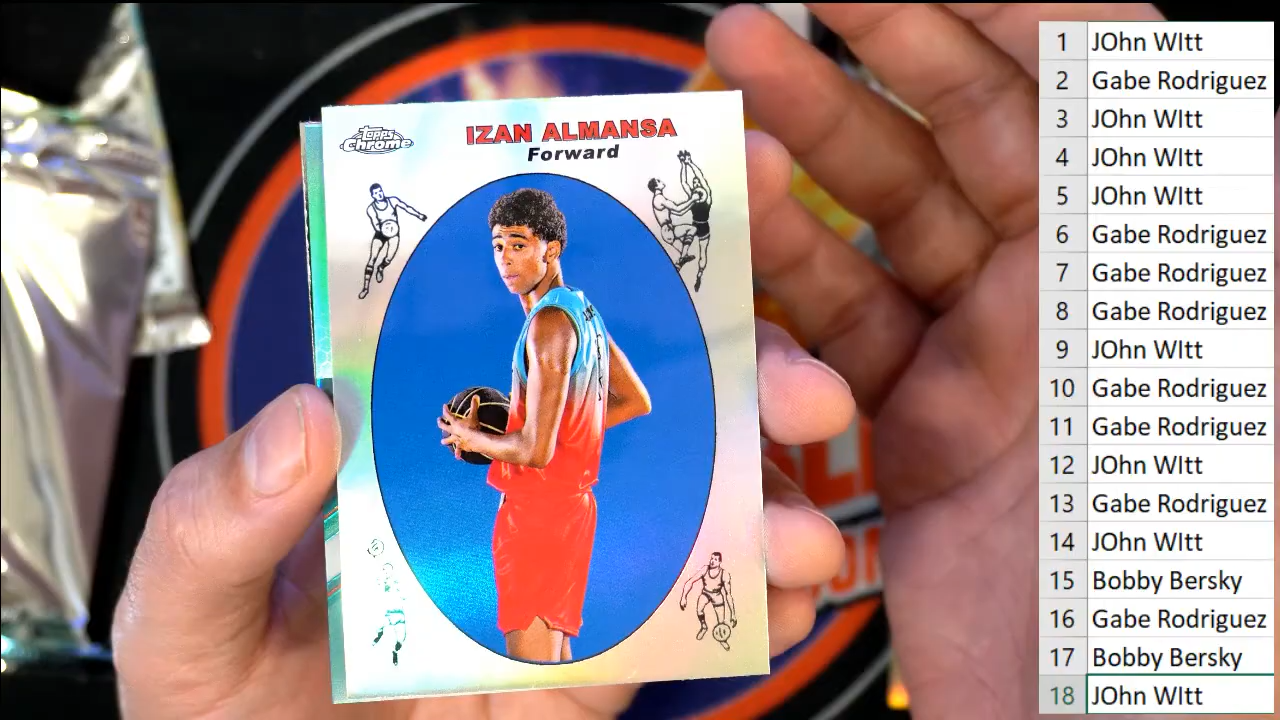 Topps
Chrome
IZAN ALMANSA
Forward
1 JOhn WItt
2 Gabe Rodriguez
3 JOhn WItt
4 JOhn WItt
5 JOhn WItt
6 Gabe Rodriguez
7 Gabe Rodriguez
8 Gabe Rodriguez
9 JOhn WItt
10 Gabe Rodriguez
11 Gabe Rodriguez
12 JOhn WItt
13 Gabe Rodriguez
14 JOhn WItt
15 Bobby Bersky
16 Gabe Rodriguez
17 Bobby Bersky
18 JOhn WItt